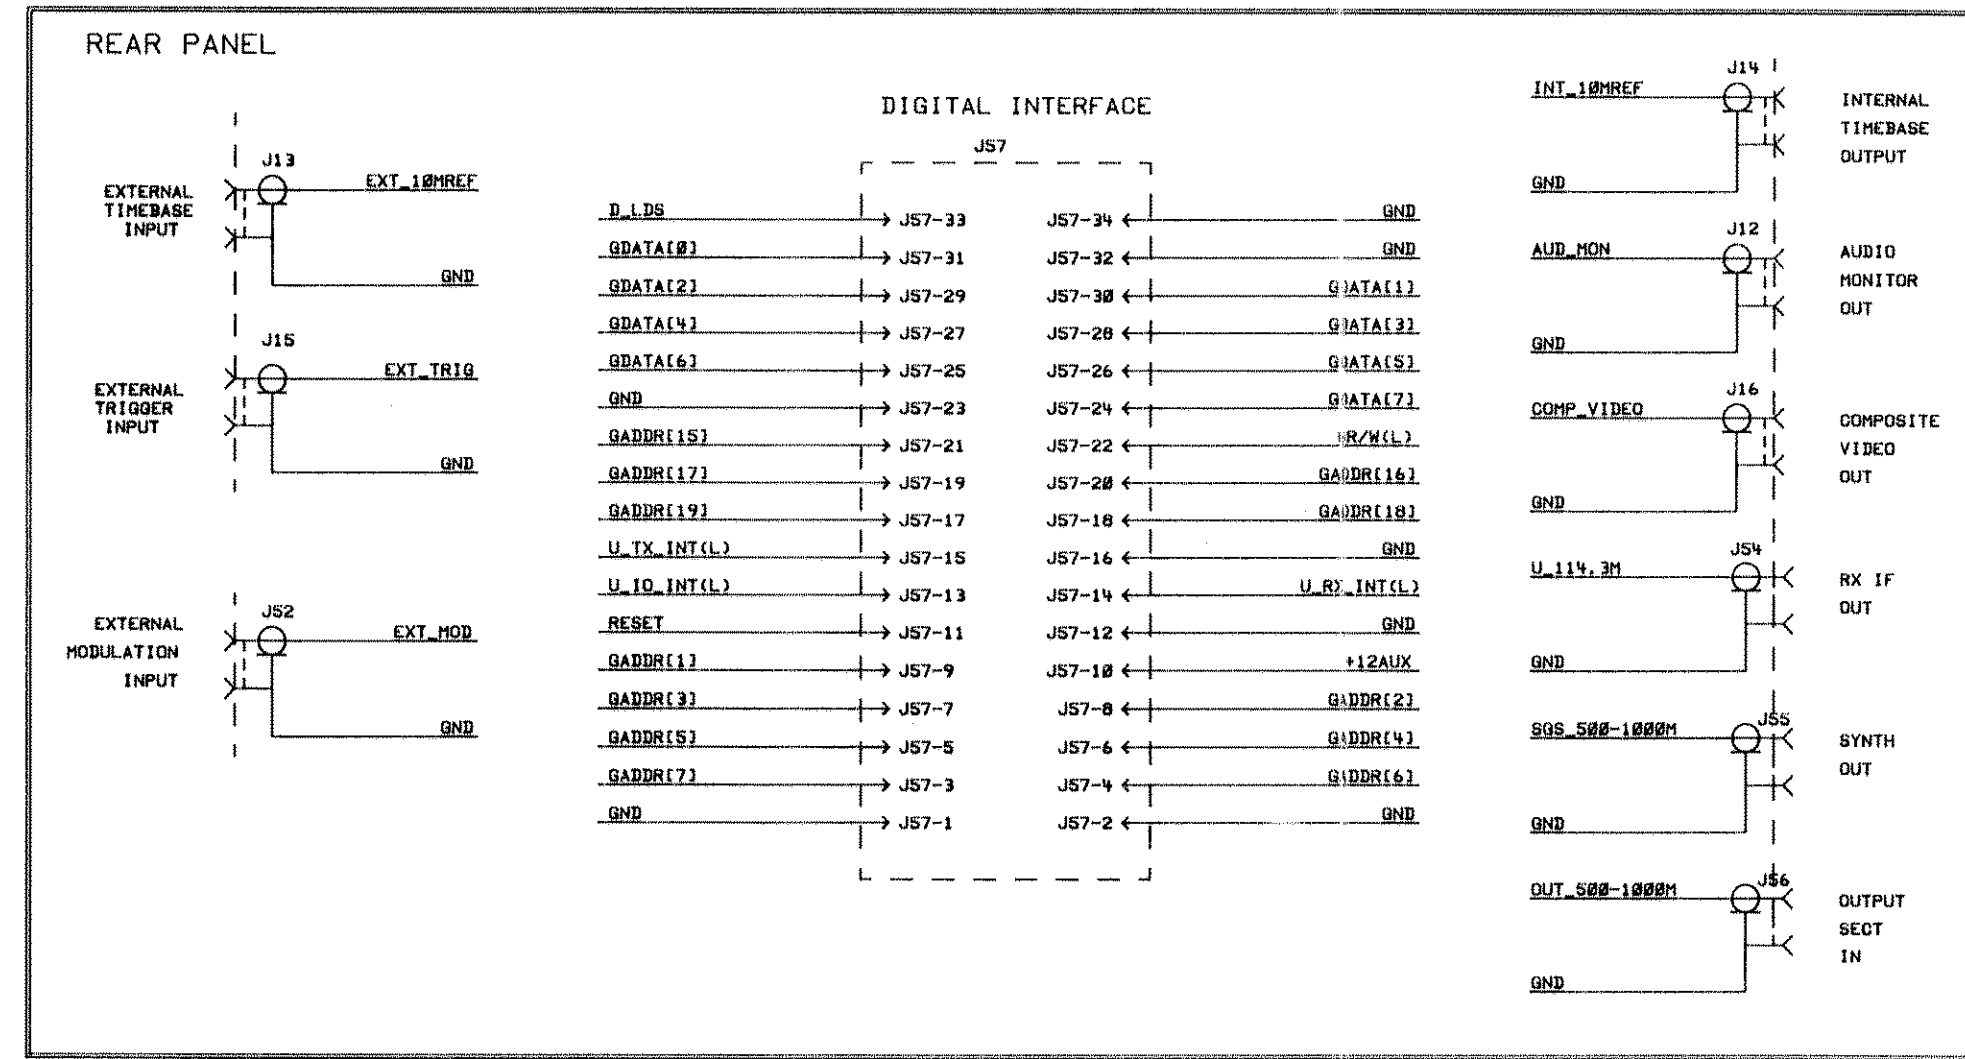 REAR PANEL
DIGITAL INTERFACE
J13
EXTERNAL
TIMEBASE
INPUT
EXT_10MREF
GND
J15
EXTERNAL
TRIGGER
INPUT
EXT_TRIG
GND
J52
EXTERNAL
MODULATION
INPUT
EXT_MOD
GND
J57
D_LDS J57-33 J57-34 GND
GDATA[0] J57-31 J57-32 GND
GDATA[2] J57-29 J57-30 GDATA[1]
GDATA[4] J57-27 J57-28 GDATA[3]
GDATA[6] J57-25 J57-26 GDATA[5]
GND J57-23 J57-24 GDATA[7]
GADDR[15] J57-21 J57-22 R/W(L)
GADDR[17] J57-19 J57-20 GADDR[16]
GADDR[19] J57-17 J57-18 GADDR[18]
U_TX_INT(L) J57-15 J57-16 GND
U_IO_INT(L) J57-13 J57-14 U_RX_INT(L)
RESET J57-11 J57-12 GND
GADDR[1] J57-9 J57-10 +12AUX
GADDR[3] J57-7 J57-8 GADDR[2]
GADDR[5] J57-5 J57-6 GADDR[4]
GADDR[7] J57-3 J57-4 GADDR[6]
GND J57-1 J57-2 GND
J14
INT_10MREF
GND
INTERNAL
TIMEBASE
OUTPUT
J12
AUD_MON
GND
AUDIO
MONITOR
OUT
J16
COMP_VIDEO
GND
COMPOSITE
VIDEO
OUT
J54
U_114.3M
GND
RX IF
OUT
J55
SGS_500-1000M
GND
SYNTH
OUT
J56
OUT_500-1000M
GND
OUTPUT
SECT
IN